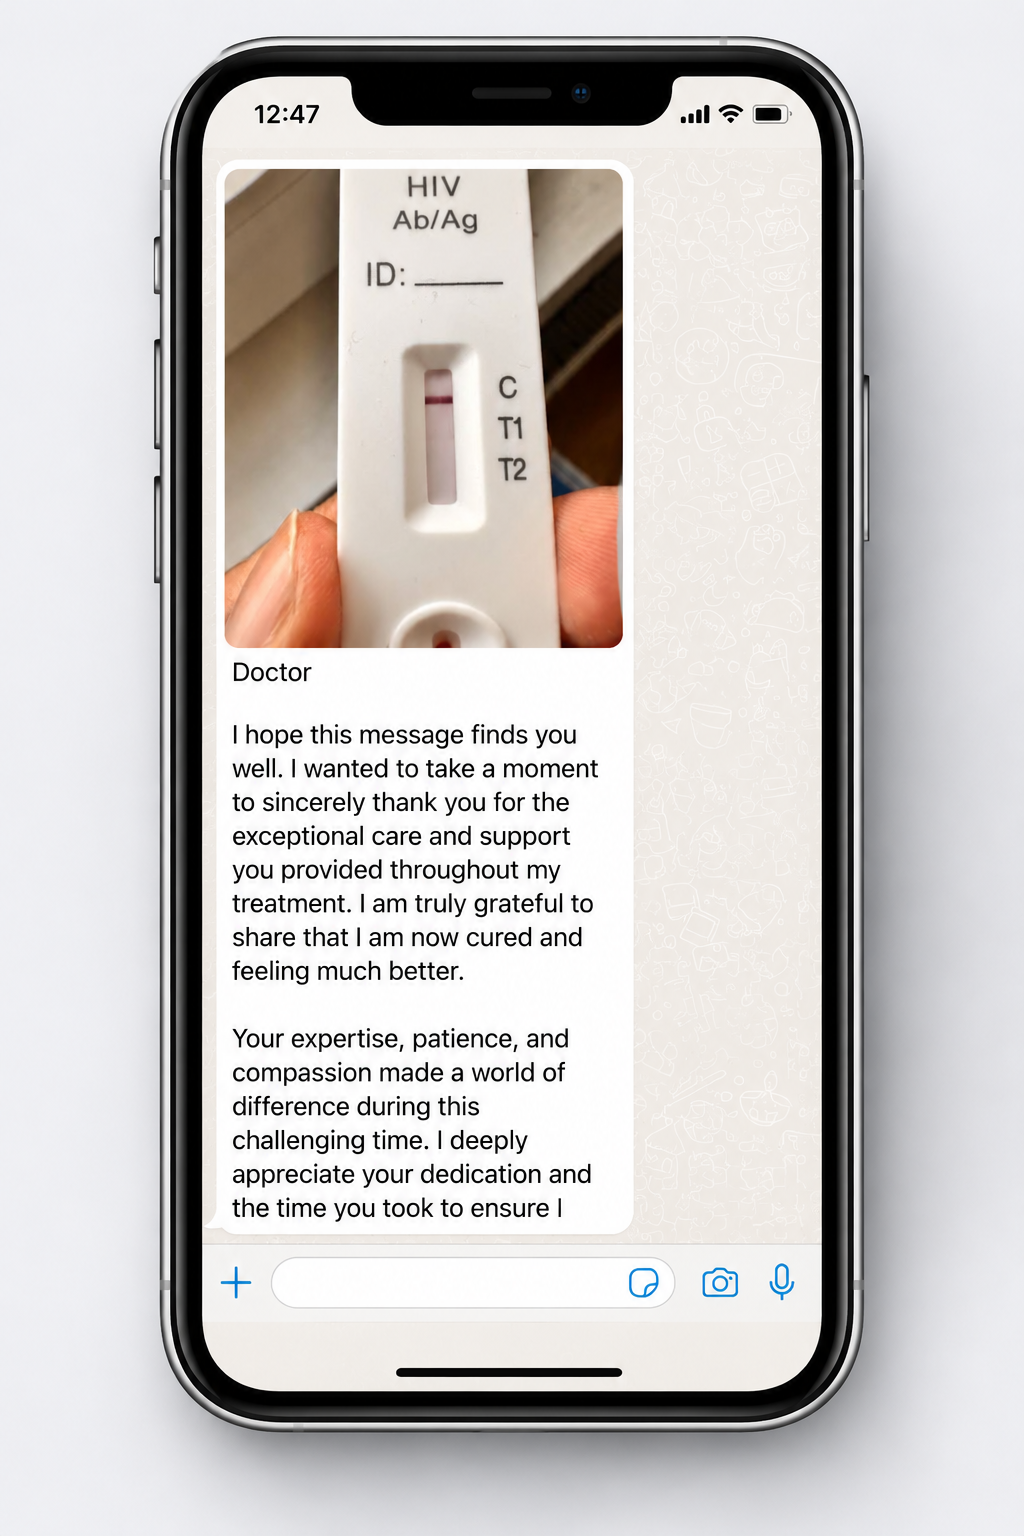 12:47
HIV
Ab/Ag
ID:
C
T1
T2
Doctor
I hope this message finds you
well. I wanted to take a moment
to sincerely thank you for the
exceptional care and support
you provided throughout my
treatment. I am truly grateful to
share that I am now cured and
feeling much better.
Your expertise, patience, and
compassion made a world of
difference during this
challenging time. I deeply
appreciate your dedication and
the time you took to ensure I